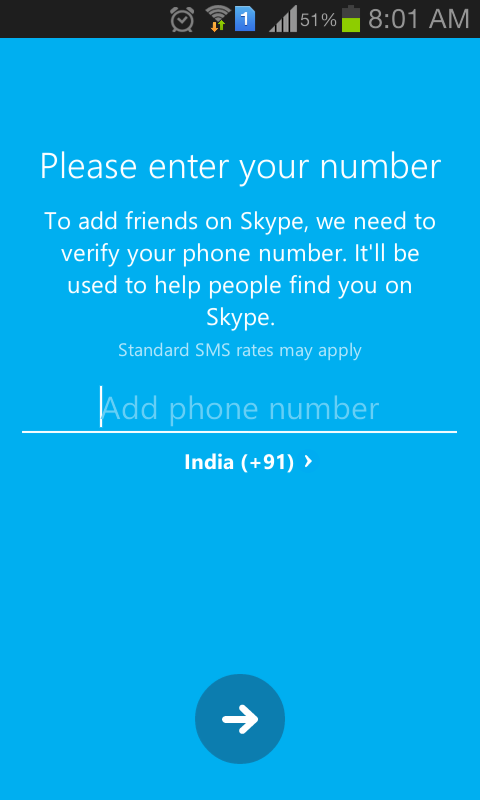 1 51% 8:01 AM
Please enter your number
To add friends on Skype, we need to
verify your phone number. It'll be
used to help people find you on
Skype.
Standard SMS rates may apply
Add phone number
India (+91) ›